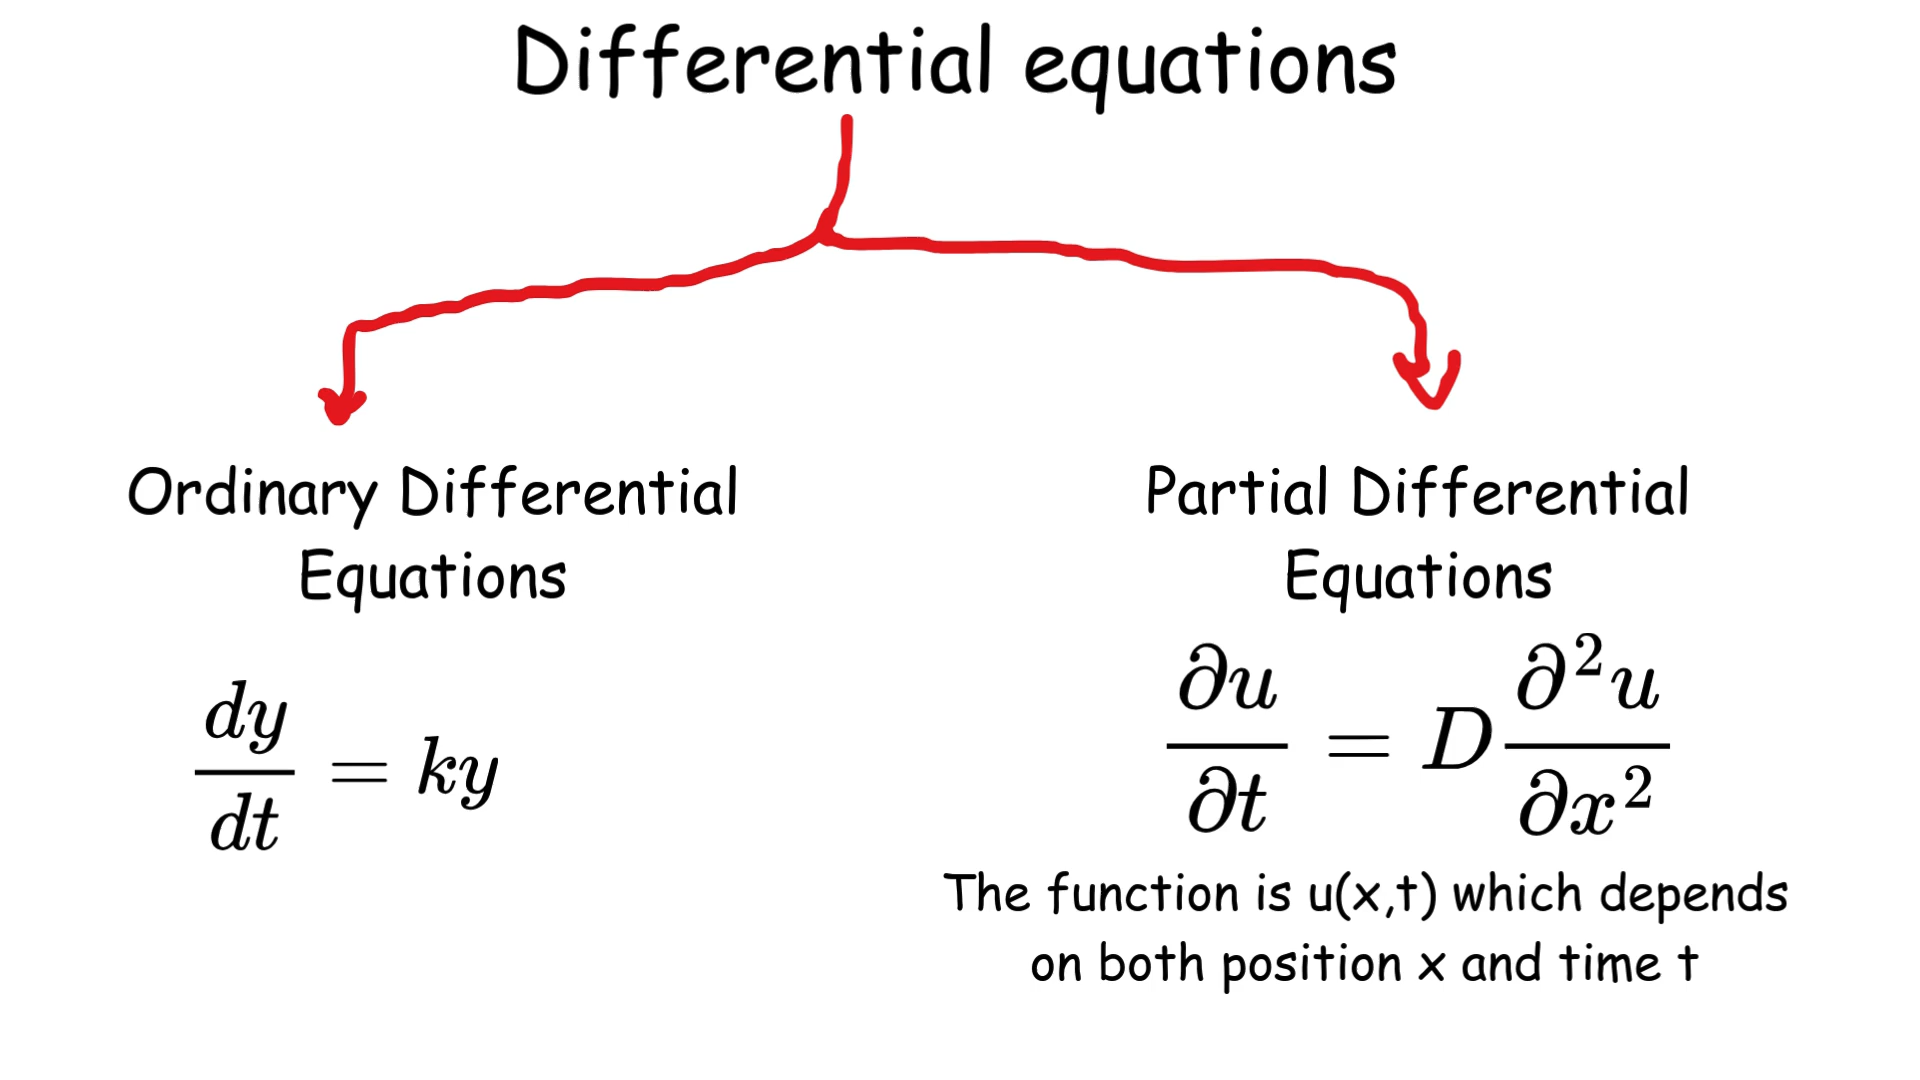 Differential equations
Ordinary Differential
Equations
dy/dt = ky
Partial Differential
Equations
∂u/∂t = D ∂²u/∂x²
The function is u(x,t) which depends
on both position x and time t